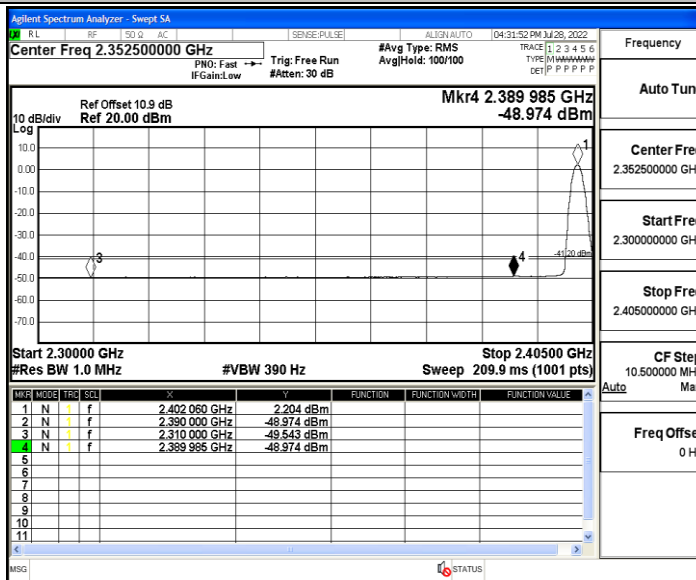 Agilent Spectrum Analyzer - Swept SA
LXI RL RF 50 Ω AC SENSE:PULSE ALIGN AUTO 04:31:52 PM Jul 28, 2022
Center Freq 2.352500000 GHz #Avg Type: RMS TRACE 1 2 3 4 5 6
PNO: Fast Trig: Free Run Avg|Hold: 100/100 TYPE M WWWWW
IFGain:Low #Atten: 30 dB DET P P P P P P
Ref Offset 10.9 dB Mkr4 2.389 985 GHz
10 dB/div Ref 20.00 dBm -48.974 dBm
Log
10.0
0.00
-10.0
-20.0
-30.0
-40.0
-50.0
-60.0
-70.0
1
3
4
-41.20 dBm
Start 2.30000 GHz Stop 2.40500 GHz
#Res BW 1.0 MHz #VBW 390 Hz Sweep 209.9 ms (1001 pts)
MKR MODE TRC SCL X Y FUNCTION FUNCTION WIDTH FUNCTION VALUE
1 N 1 f 2.402 060 GHz 2.204 dBm
2 N 1 f 2.390 000 GHz -48.974 dBm
3 N 1 f 2.310 000 GHz -49.543 dBm
4 N 1 f 2.389 985 GHz -48.974 dBm
5
6
7
8
9
10
11
MSG STATUS
Frequency
Auto Tun
Center Fre
2.352500000 GH
Start Fre
2.300000000 GH
Stop Fre
2.405000000 GH
CF Step
10.500000 MH
Auto Ma
Freq Offse
0 H